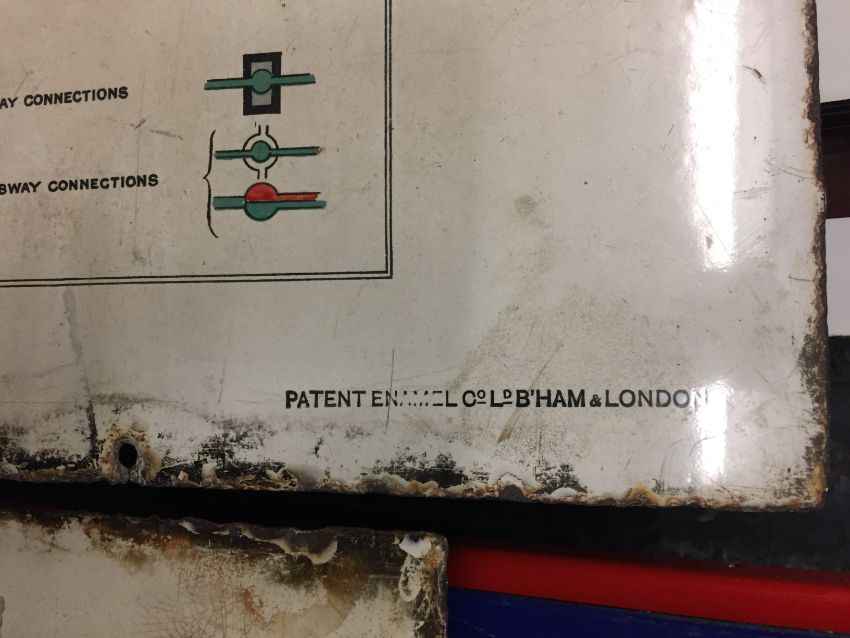 AY CONNECTIONS
BWAY CONNECTIONS
PATENT ENAMEL Cº Lᴰ B'HAM & LONDON